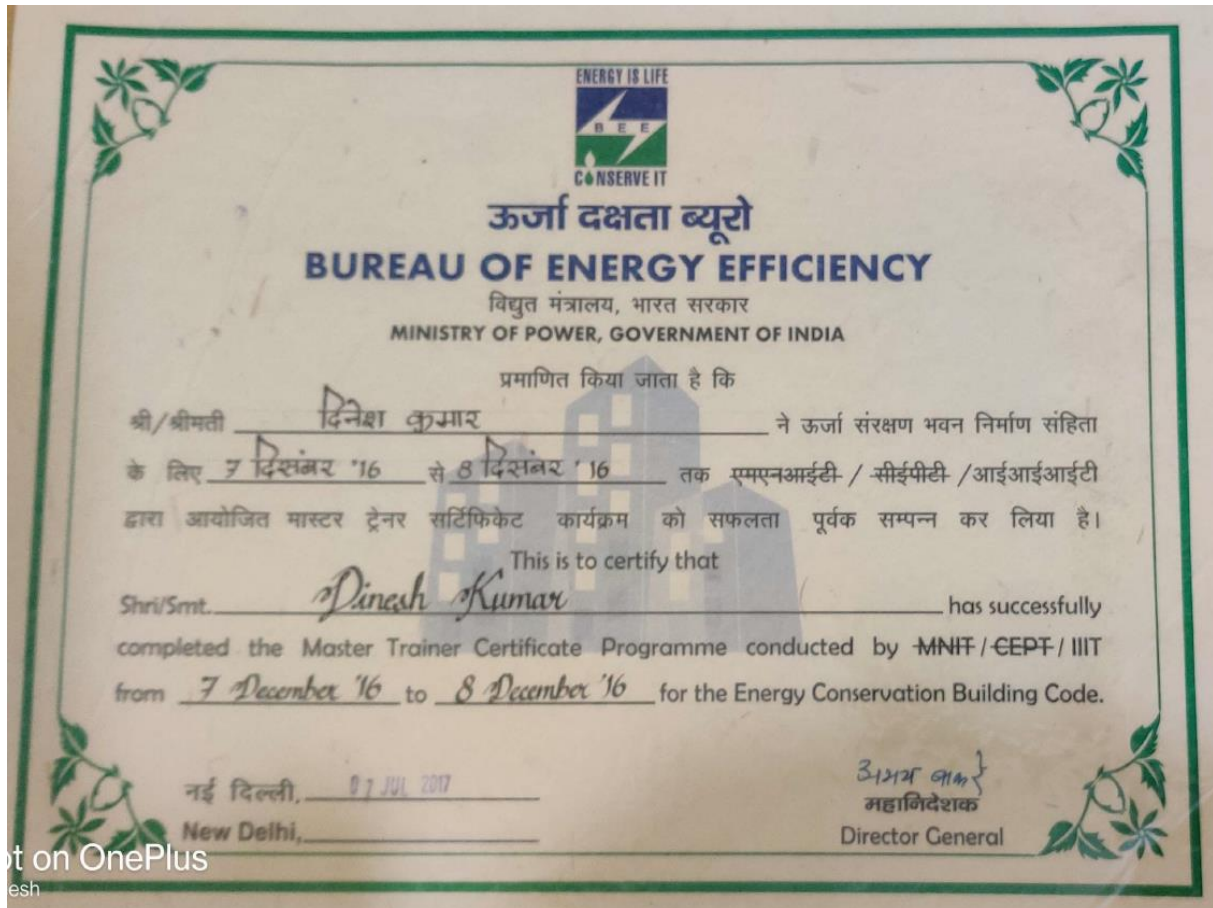 ENERGY IS LIFE
BEE
CONSERVE IT
ऊर्जा दक्षता ब्यूरो
BUREAU OF ENERGY EFFICIENCY
विद्युत मंत्रालय, भारत सरकार
MINISTRY OF POWER, GOVERNMENT OF INDIA
प्रमाणित किया जाता है कि
श्री/श्रीमती दिनेश कुमार ने ऊर्जा संरक्षण भवन निर्माण संहिता
के लिए 7 दिसंबर '16 से 8 दिसंबर '16 तक एमएनआईटी / सीईपीटी /आईआईआईटी
द्वारा आयोजित मास्टर ट्रेनर सर्टिफिकेट कार्यक्रम को सफलता पूर्वक सम्पन्न कर लिया है।
This is to certify that
Shri/Smt. Dinesh Kumar has successfully
completed the Master Trainer Certificate Programme conducted by MNIT / CEPT / IIIT
from 7 December '16 to 8 December '16 for the Energy Conservation Building Code.
नई दिल्ली, 07 JUL 2017
New Delhi,
अभय बाकरे
महानिदेशक
Director General
ot on OnePlus
esh